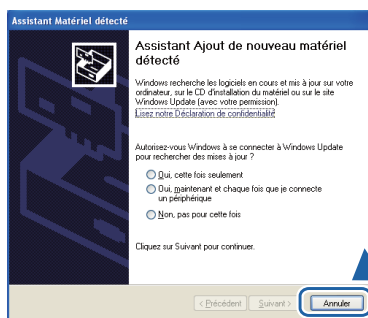 Assistant Matériel détecté
Assistant Ajout de nouveau matériel
détecté
Windows recherche les logiciels en cours et mis à jour sur votre
ordinateur, sur le CD d'installation du matériel ou sur le site
Windows Update (avec votre permission).
Lisez notre Déclaration de confidentialité
Autorisez-vous Windows à se connecter à Windows Update
pour rechercher des mises à jour ?
Oui, cette fois seulement
Oui, maintenant et chaque fois que je connecte
un périphérique
Non, pas pour cette fois
Cliquez sur Suivant pour continuer.
< Précédent
Suivant >
Annuler